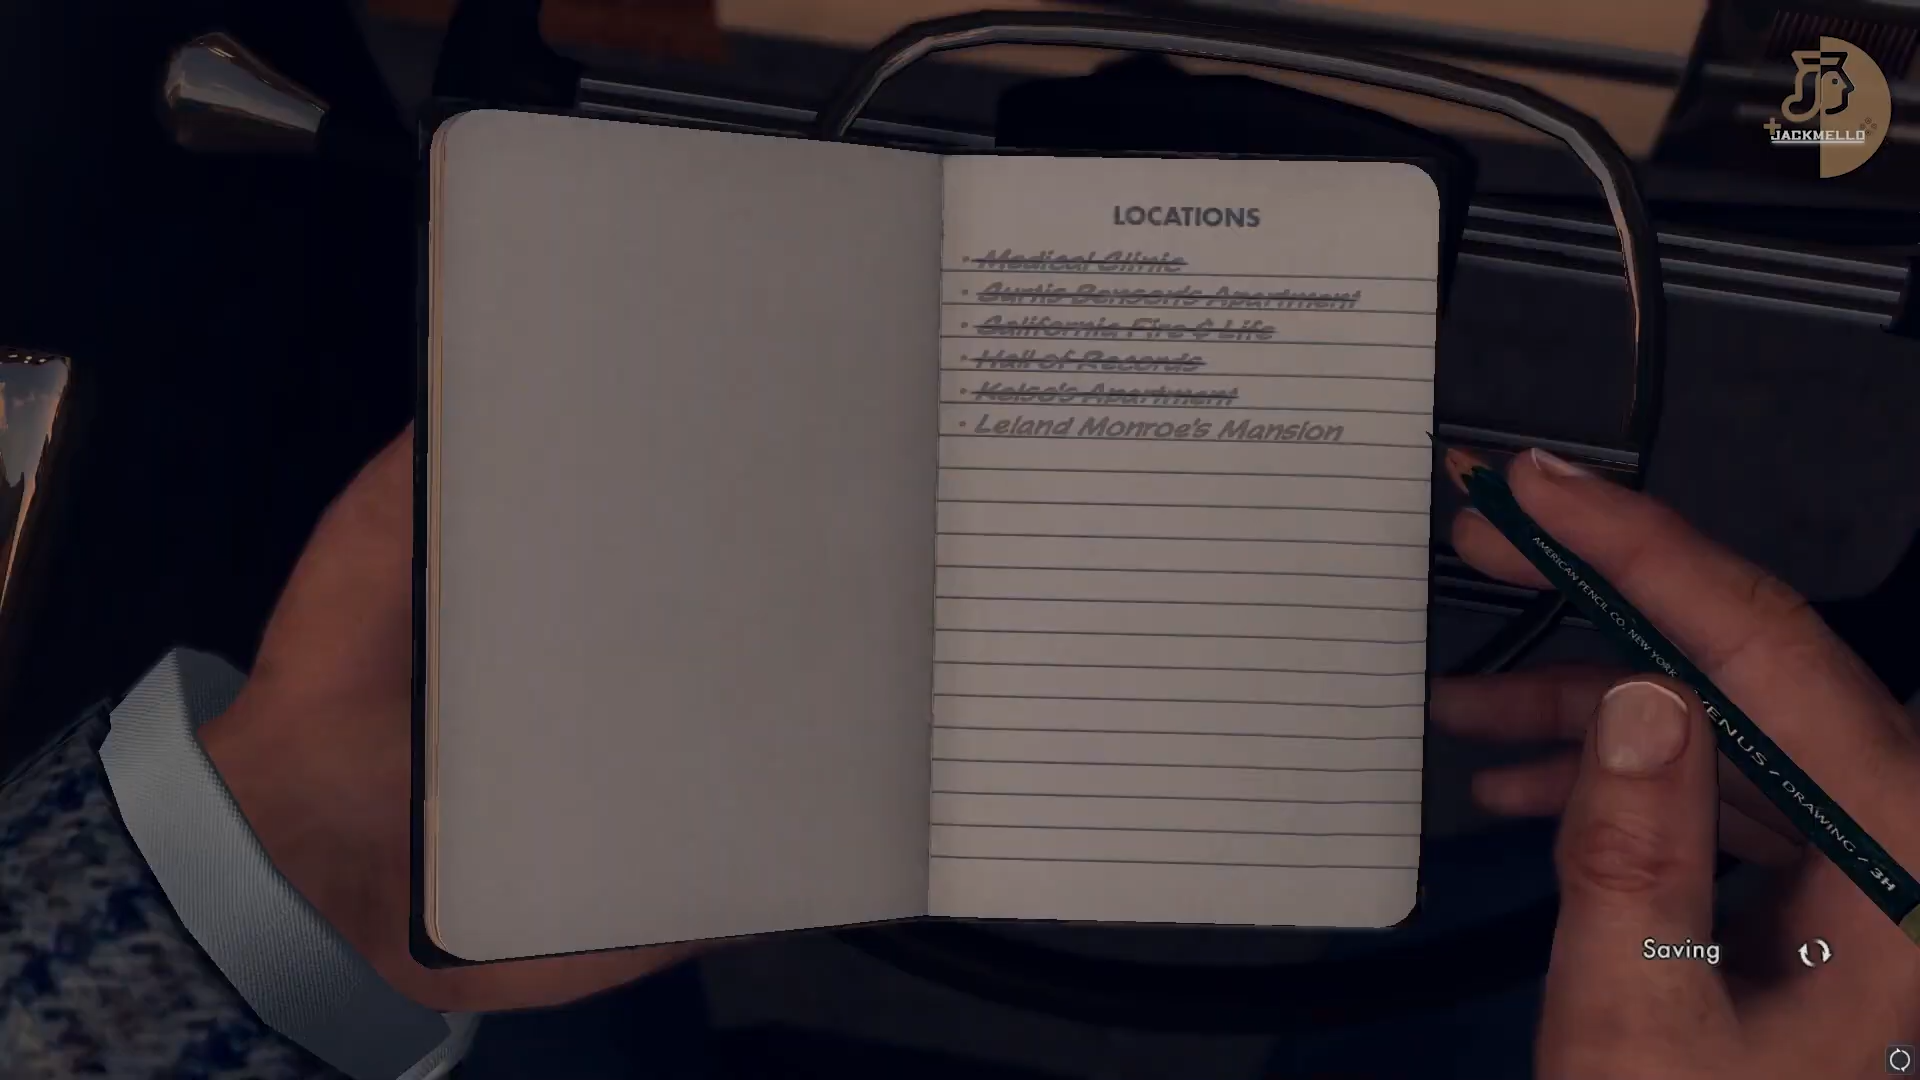 JACKMELLO
LOCATIONS
Medical Clinic
Curtis Benson's Apartment
California Fire & Life
Hall of Records
Kelso's Apartment
Leland Monroe's Mansion
AMERICAN PENCIL CO. NEW YORK
VENUS / DRAWING / 3H
Saving